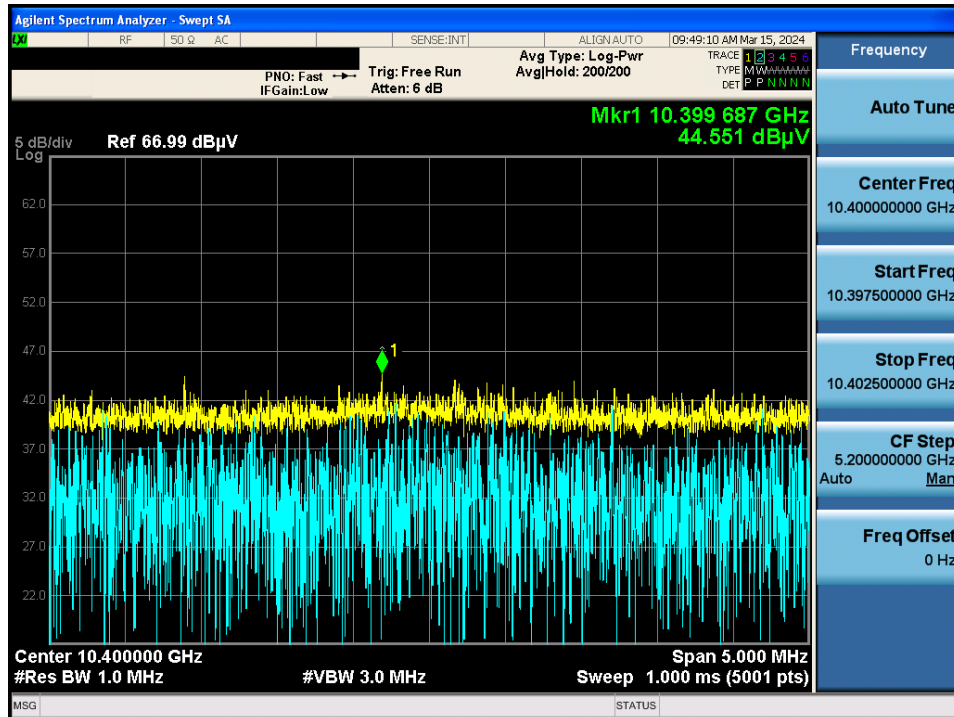 Agilent Spectrum Analyzer - Swept SA
LXI RF 50 Ω AC SENSE:INT ALIGN AUTO 09:49:10 AM Mar 15, 2024
PNO: Fast
IFGain:Low
Trig: Free Run
Atten: 6 dB
Avg Type: Log-Pwr
Avg|Hold: 200/200
TRACE 1 2 3 4 5 6
TYPE M W W W W W
DET P P N N N N
Mkr1 10.399 687 GHz
44.551 dBµV
5 dB/div Ref 66.99 dBµV
Log
62.0
57.0
52.0
47.0
42.0
37.0
32.0
27.0
22.0
1
Center 10.400000 GHz Span 5.000 MHz
#Res BW 1.0 MHz #VBW 3.0 MHz Sweep 1.000 ms (5001 pts)
MSG STATUS
Frequency
Auto Tune
Center Freq
10.400000000 GHz
Start Freq
10.397500000 GHz
Stop Freq
10.402500000 GHz
CF Step
5.200000000 GHz
Auto Man
Freq Offset
0 Hz